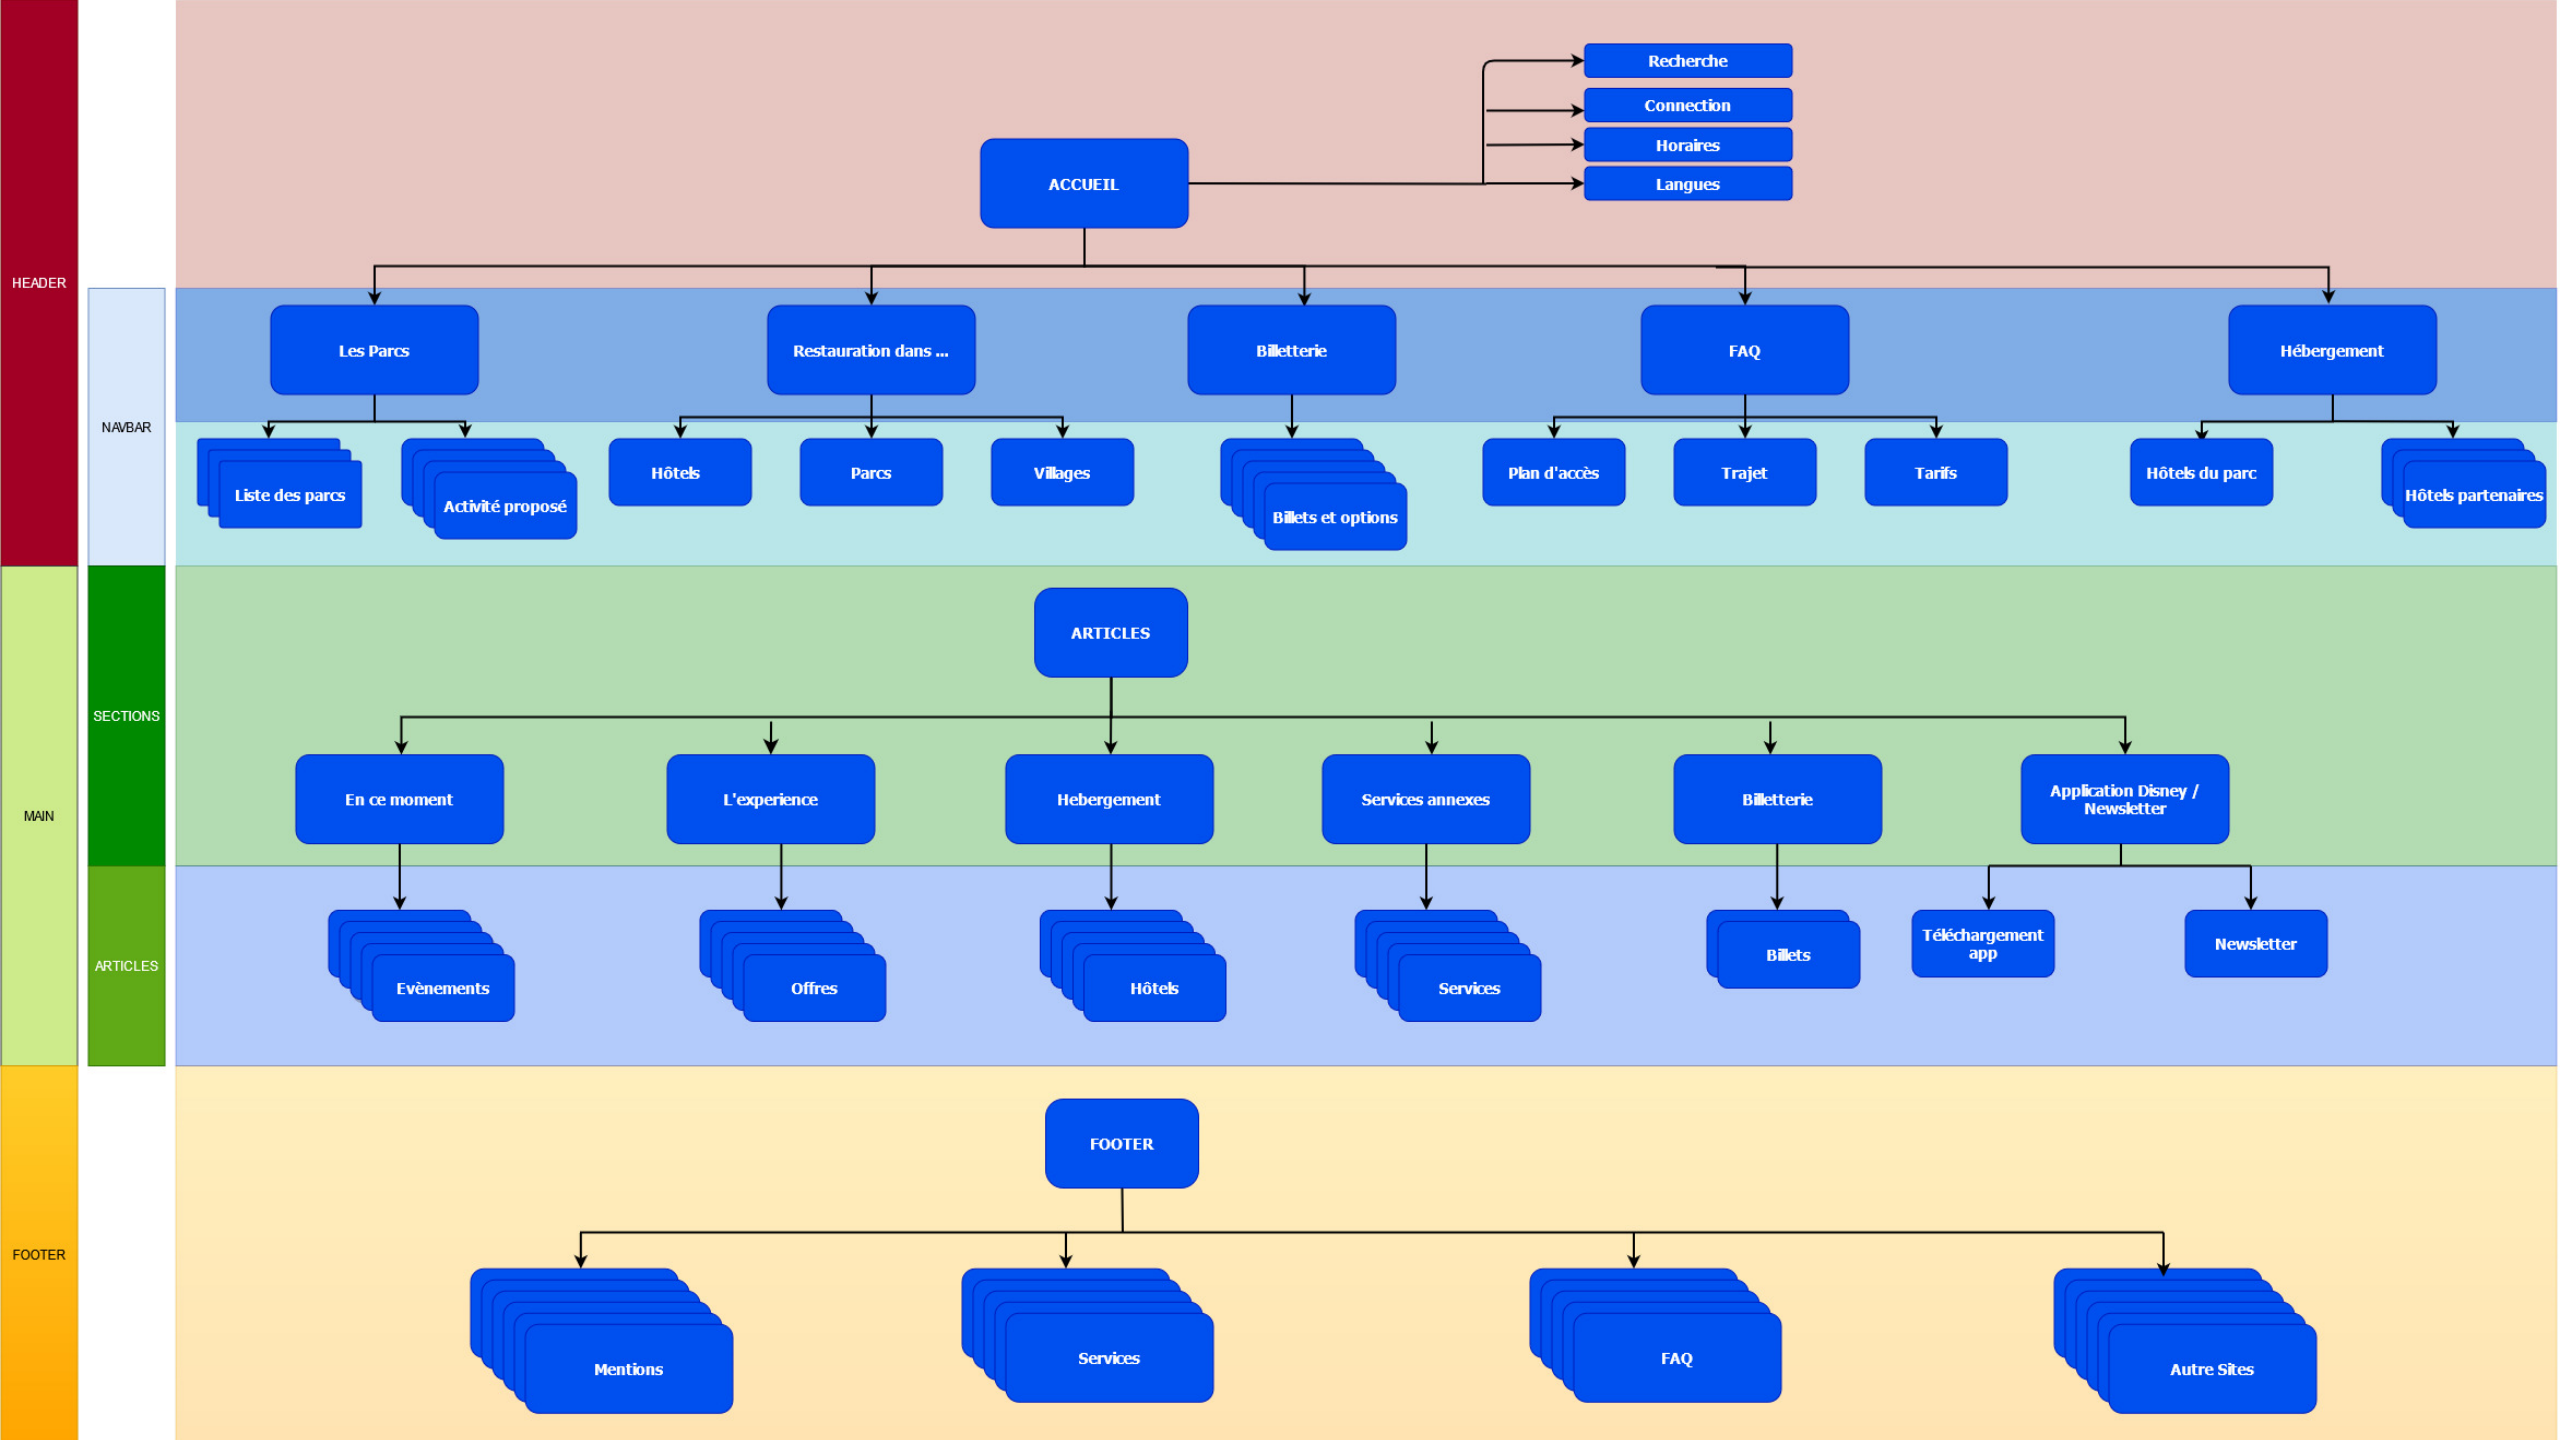 Recherche
Connection
Horaires
ACCUEIL
Langues
HEADER
Les Parcs
Restauration dans ...
Billetterie
FAQ
Hébergement
NAVBAR
Liste des parcs
Activité proposé
Hôtels
Parcs
Villages
Billets et options
Plan d'accès
Trajet
Tarifs
Hôtels du parc
Hôtels partenaires
ARTICLES
SECTIONS
MAIN
En ce moment
L'experience
Hebergement
Services annexes
Billetterie
Application Disney /
Newsletter
ARTICLES
Evènements
Offres
Hôtels
Services
Billets
Téléchargement
app
Newsletter
FOOTER
FOOTER
Mentions
Services
FAQ
Autre Sites